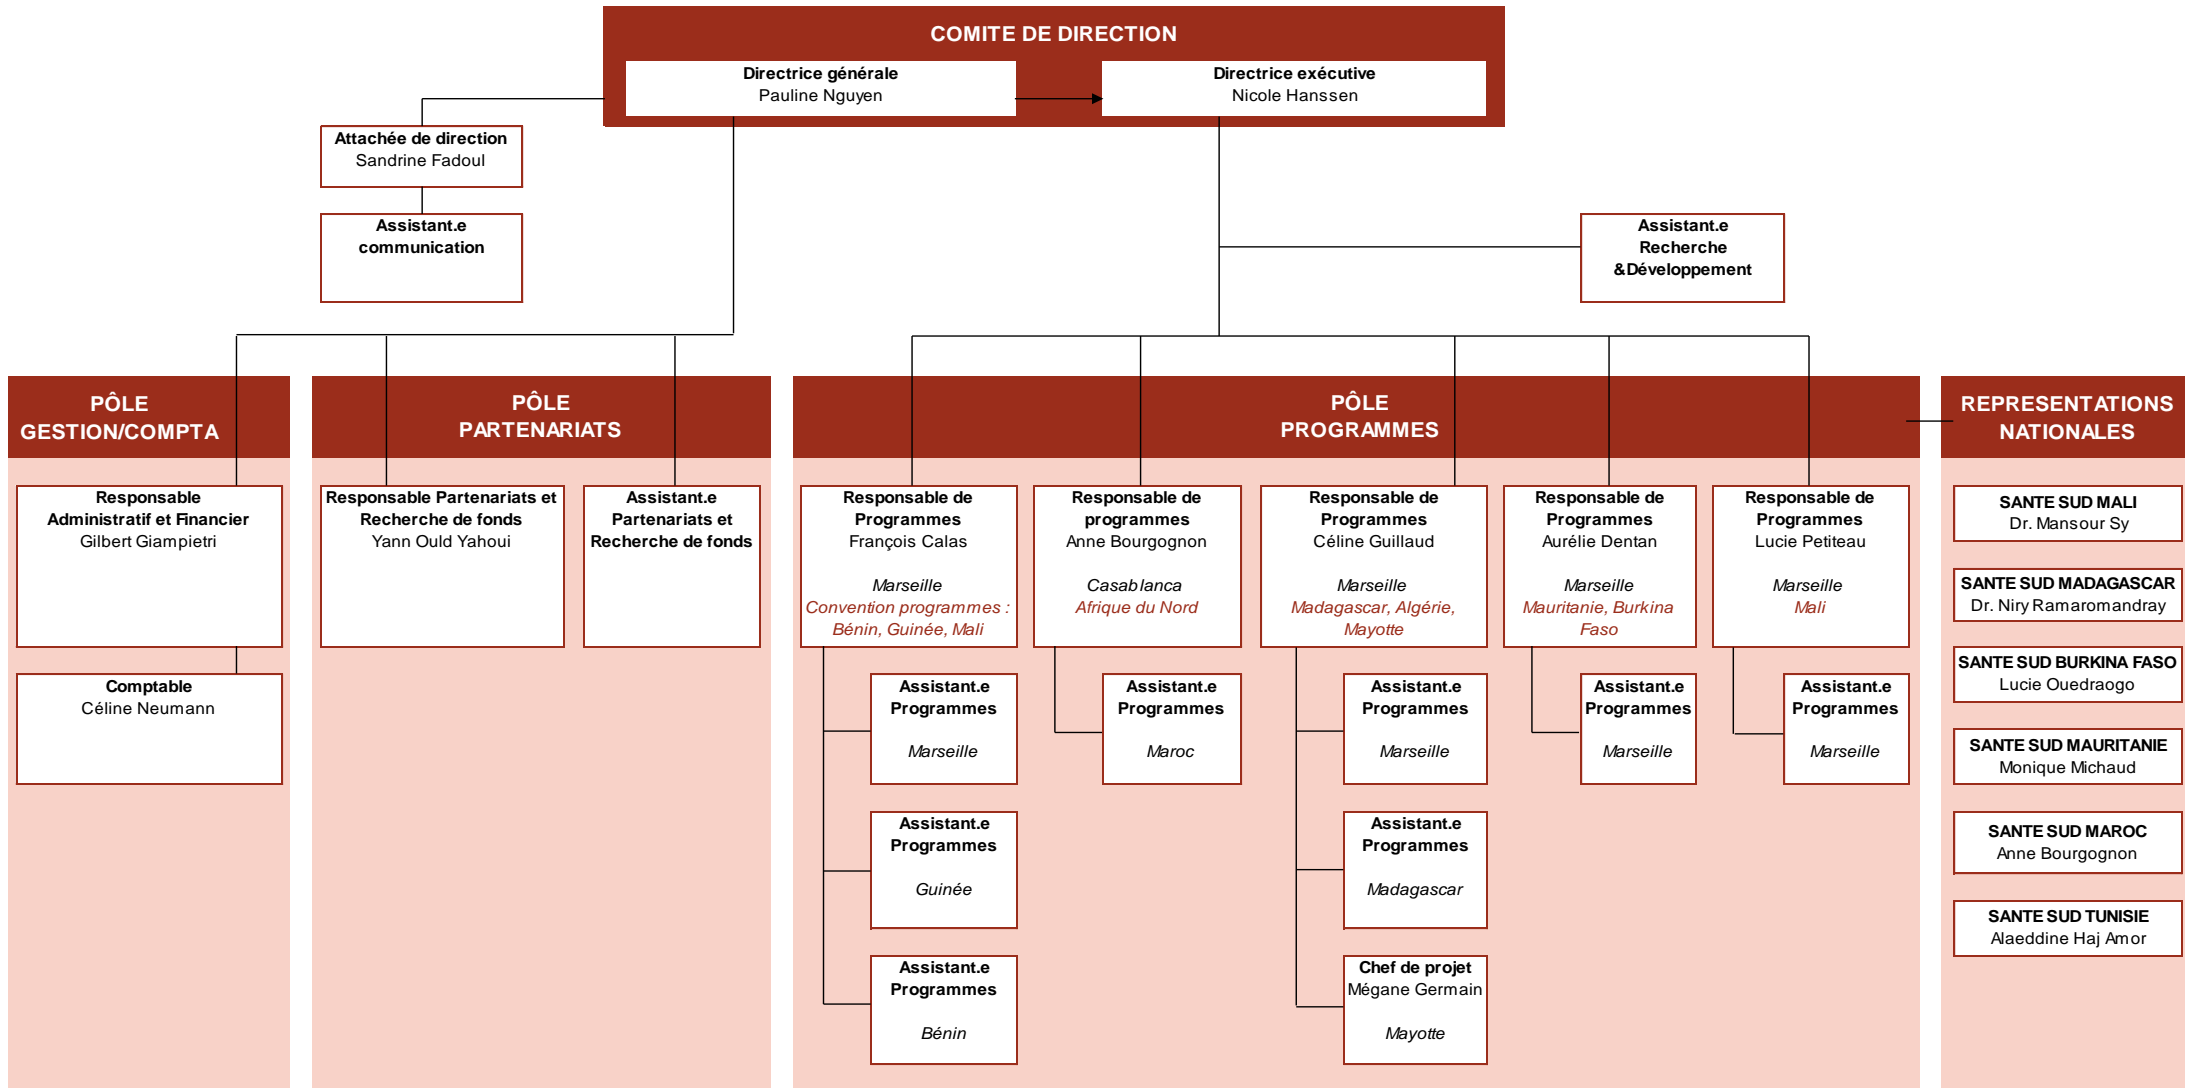 COMITE DE DIRECTION
Directrice générale
Pauline Nguyen
Directrice exécutive
Nicole Hanssen
Attachée de direction
Sandrine Fadoul
Assistant.e
communication
Assistant.e
Recherche
&Développement
PÔLE
GESTION/COMPTA
Responsable
Administratif et Financier
Gilbert Giampietri
Comptable
Céline Neumann
PÔLE
PARTENARIATS
Responsable Partenariats et
Recherche de fonds
Yann Ould Yahoui
Assistant.e
Partenariats et
Recherche de fonds
PÔLE
PROGRAMMES
Responsable de
Programmes
François Calas
Marseille
Convention programmes :
Bénin, Guinée, Mali
Assistant.e
Programmes
Marseille
Assistant.e
Programmes
Guinée
Assistant.e
Programmes
Bénin
Responsable de
programmes
Anne Bourgognon
Casablanca
Afrique du Nord
Assistant.e
Programmes
Maroc
Responsable de
Programmes
Céline Guillaud
Marseille
Madagascar, Algérie,
Mayotte
Assistant.e
Programmes
Marseille
Assistant.e
Programmes
Madagascar
Chef de projet
Mégane Germain
Mayotte
Responsable de
Programmes
Aurélie Dentan
Marseille
Mauritanie, Burkina
Faso
Assistant.e
Programmes
Marseille
Responsable de
Programmes
Lucie Petiteau
Marseille
Mali
Assistant.e
Programmes
Marseille
REPRESENTATIONS
NATIONALES
SANTE SUD MALI
Dr. Mansour Sy
SANTE SUD MADAGASCAR
Dr. Niry Ramaromandray
SANTE SUD BURKINA FASO
Lucie Ouedraogo
SANTE SUD MAURITANIE
Monique Michaud
SANTE SUD MAROC
Anne Bourgognon
SANTE SUD TUNISIE
Alaeddine Haj Amor